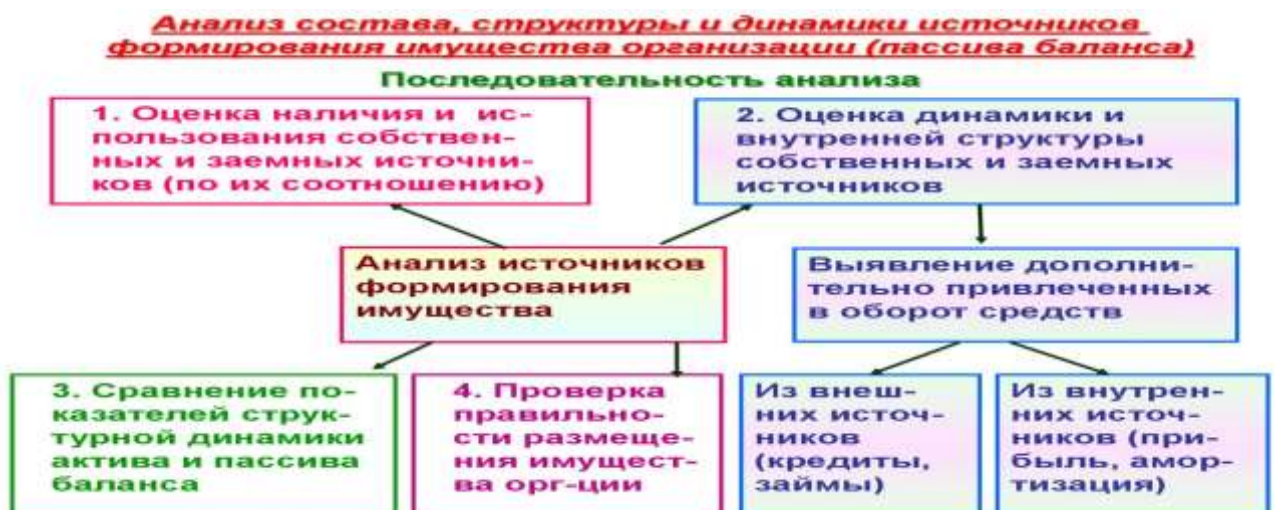 Анализ состава, структуры и динамики источников
формирования имущества организации (пассива баланса)
Последовательность анализа
1. Оценка наличия и ис-
пользования собствен-
ных и заемных источни-
ков (по их соотношению)
2. Оценка динамики и
внутренней структуры
собственных и заемных
источников
Анализ источников
формирования
имущества
Выявление дополни-
тельно привлеченных
в оборот средств
3. Сравнение по-
казателей струк-
турной динамики
актива и пассива
баланса
4. Проверка
правильно-
сти размеще-
ния имущест-
ва орг-ции
Из внеш-
них источ-
ников
(кредиты,
займы)
Из внутрен-
них источ-
ников (при-
быль, амор-
тизация)